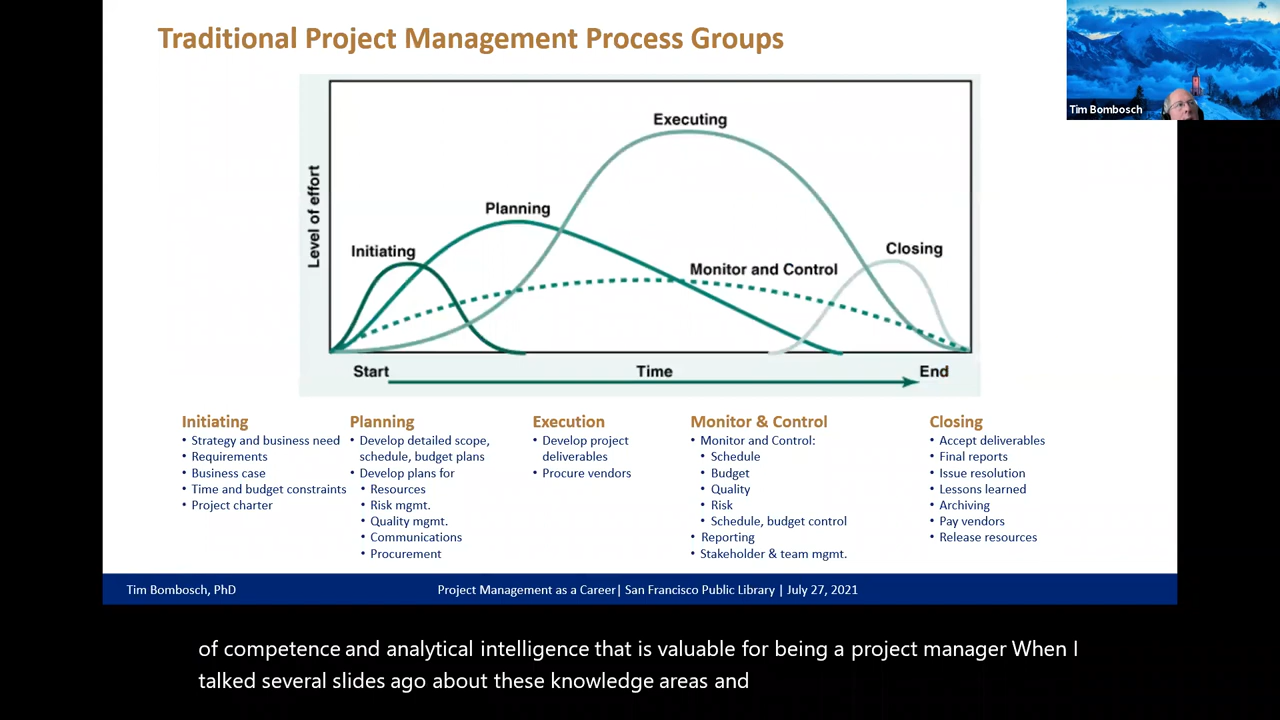 Traditional Project Management Process Groups
Tim Bombosch
Executing
Planning
Initiating
Closing
Monitor and Control
Level of effort
Start
Time
End
Initiating
• Strategy and business need
• Requirements
• Business case
• Time and budget constraints
• Project charter
Planning
• Develop detailed scope,
schedule, budget plans
• Develop plans for
• Resources
• Risk mgmt.
• Quality mgmt.
• Communications
• Procurement
Execution
• Develop project
deliverables
• Procure vendors
Monitor & Control
• Monitor and Control:
• Schedule
• Budget
• Quality
• Risk
• Schedule, budget control
• Reporting
• Stakeholder & team mgmt.
Closing
• Accept deliverables
• Final reports
• Issue resolution
• Lessons learned
• Archiving
• Pay vendors
• Release resources
Tim Bombosch, PhD
Project Management as a Career| San Francisco Public Library | July 27, 2021
of competence and analytical intelligence that is valuable for being a project manager When I
talked several slides ago about these knowledge areas and